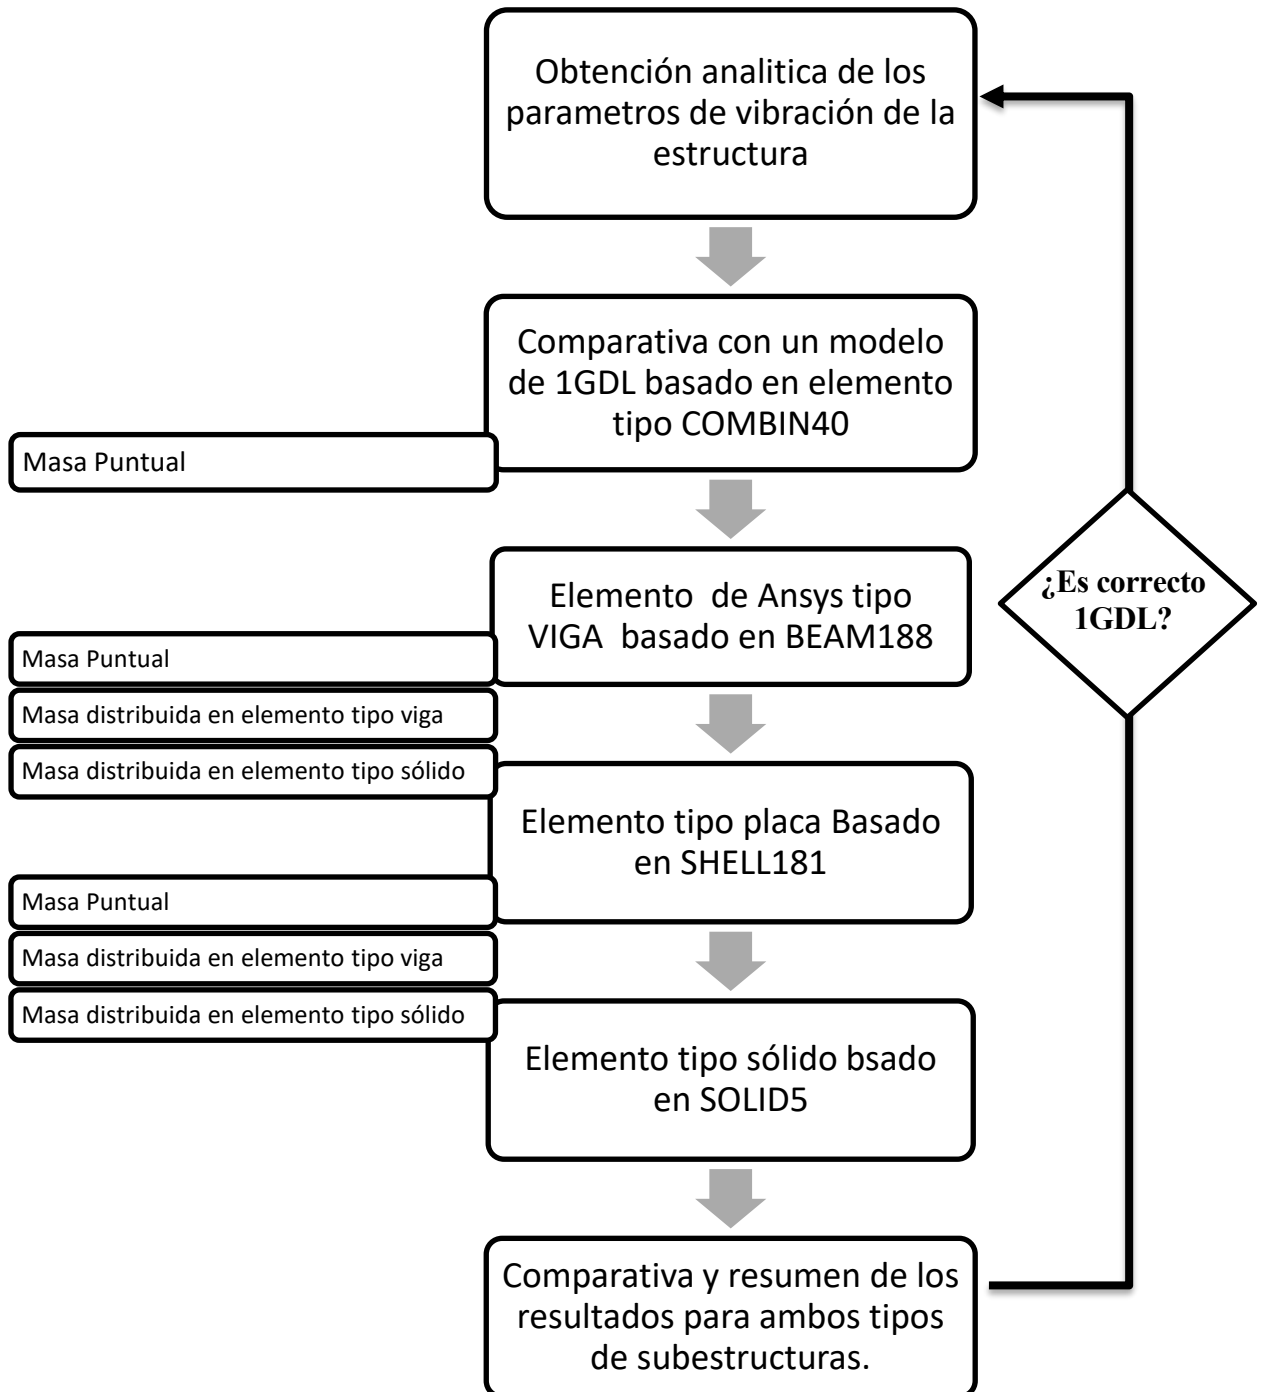 Obtención analitica de los
parametros de vibración de la
estructura
Comparativa con un modelo
de 1GDL basado en elemento
tipo COMBIN40
Masa Puntual
Elemento de Ansys tipo
VIGA basado en BEAM188
¿Es correcto
1GDL?
Masa Puntual
Masa distribuida en elemento tipo viga
Masa distribuida en elemento tipo sólido
Elemento tipo placa Basado
en SHELL181
Masa Puntual
Masa distribuida en elemento tipo viga
Masa distribuida en elemento tipo sólido
Elemento tipo sólido bsado
en SOLID5
Comparativa y resumen de los
resultados para ambos tipos
de subestructuras.